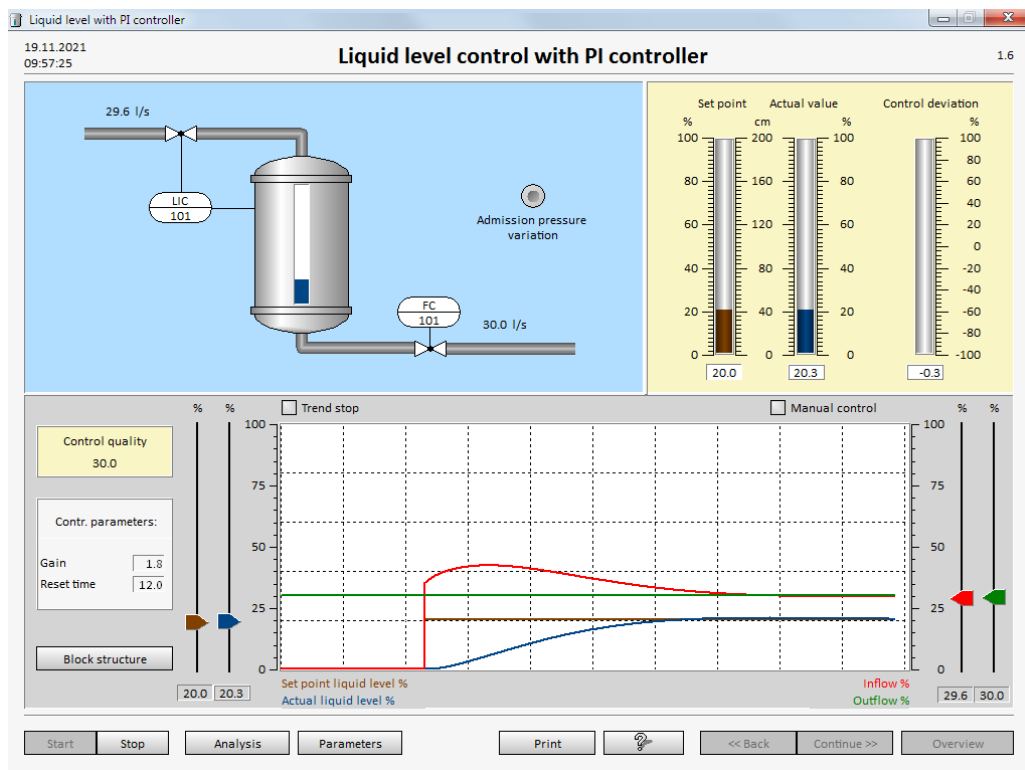 Liquid level with PI controller
19.11.2021
09:57:25
Liquid level control with PI controller
1.6
29.6 l/s
LIC
101
Admission pressure
variation
FC
101
30.0 l/s
Set point Actual value Control deviation
% cm % %
100 200 100 100
80 160 80 80
60 120 60 60
40 80 40 40
20 40 20 20
0 0 0 0
-20
-40
-60
-80
-100
20.0 20.3 -0.3
% % Trend stop Manual control % %
Control quality
30.0
Contr. parameters:
Gain 1.8
Reset time 12.0
Block structure
100 100
75 75
50 50
25 25
0 0
20.0 20.3
Set point liquid level % Inflow %
Actual liquid level % Outflow %
29.6 30.0
Start Stop Analysis Parameters Print ? << Back Continue >> Overview